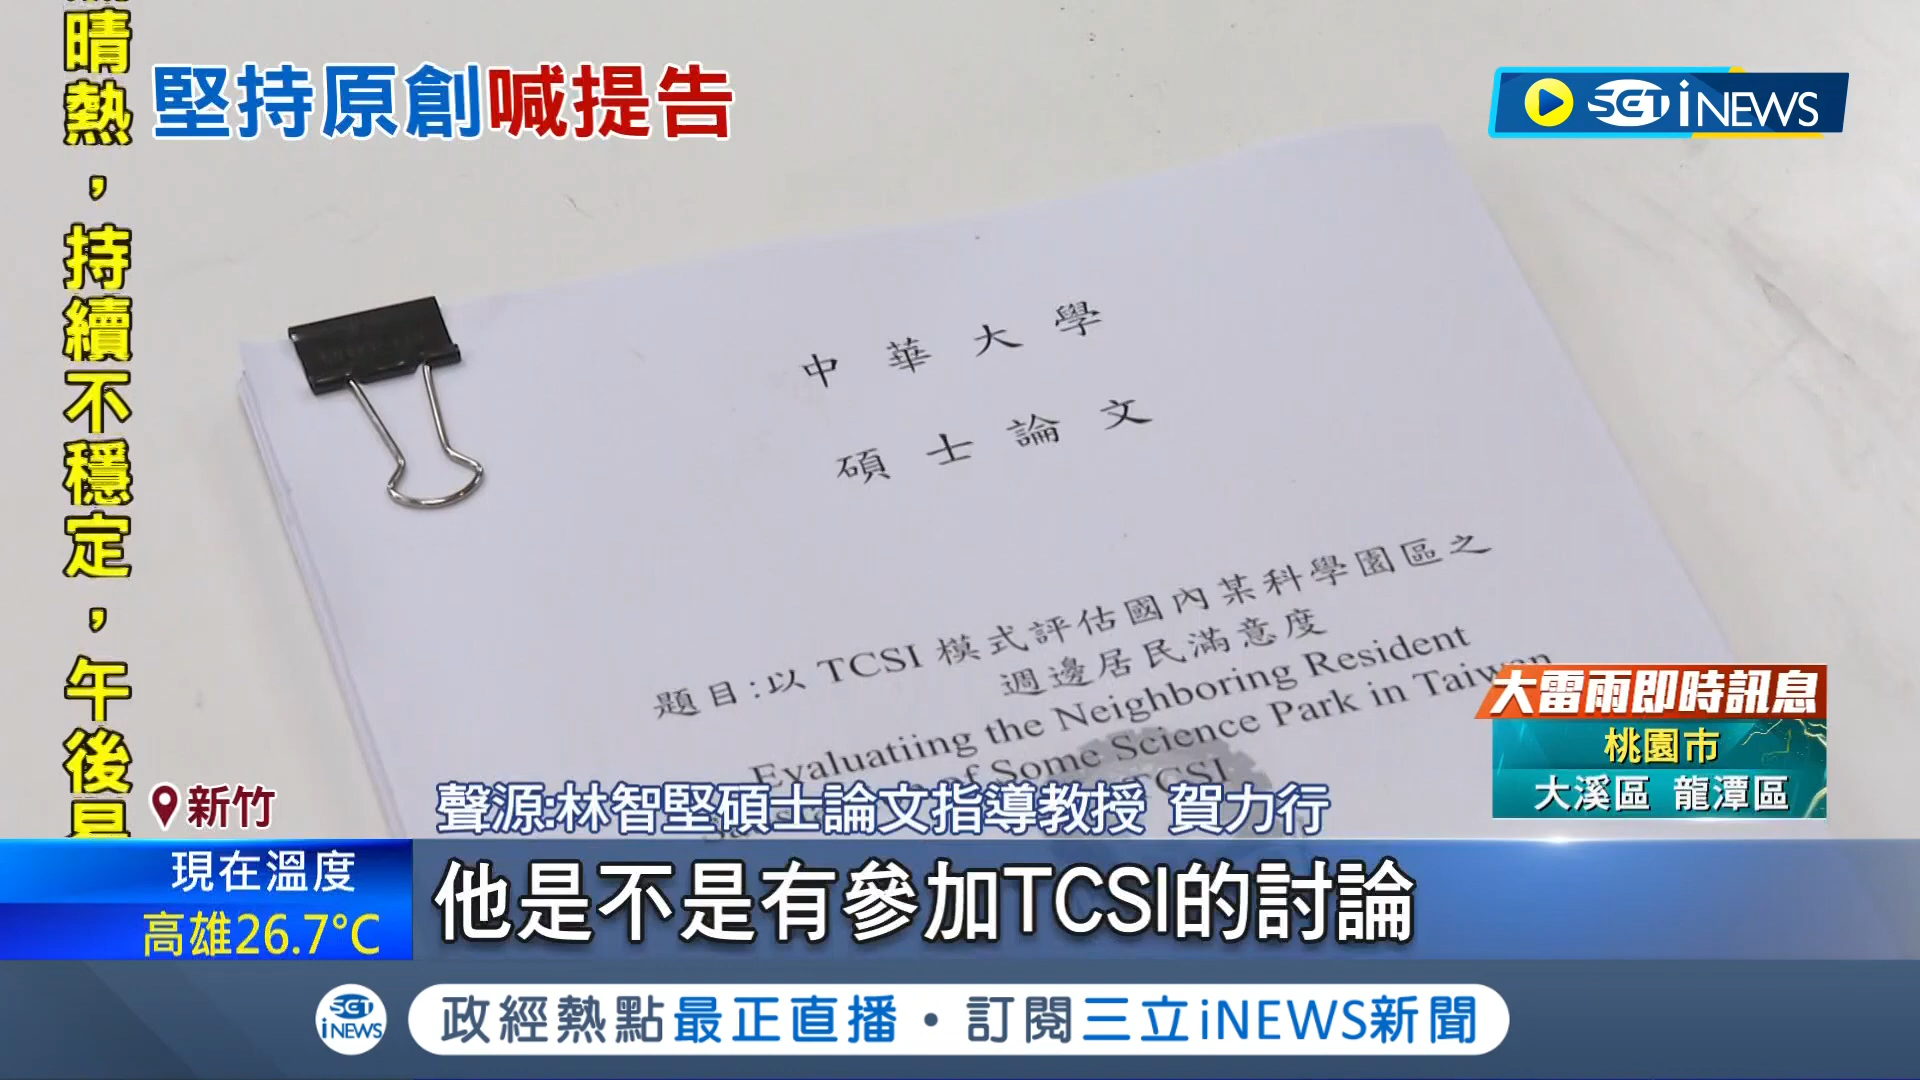 晴熱，持續不穩定，午後易
堅持原創喊提告
SET iNEWS
中華大學
碩士論文
題目:以 TCSI 模式評估國內某科學園區之
週邊居民滿意度
Evaluatiing the Neighboring Resident
of Some Science Park in Taiwan
TCSI
大雷雨即時訊息
桃園市
大溪區 龍潭區
新竹
聲源:林智堅碩士論文指導教授 賀力行
現在溫度
高雄26.7°C
他是不是有參加TCSI的討論
SET iNEWS
政經熱點最正直播・訂閱三立iNEWS新聞